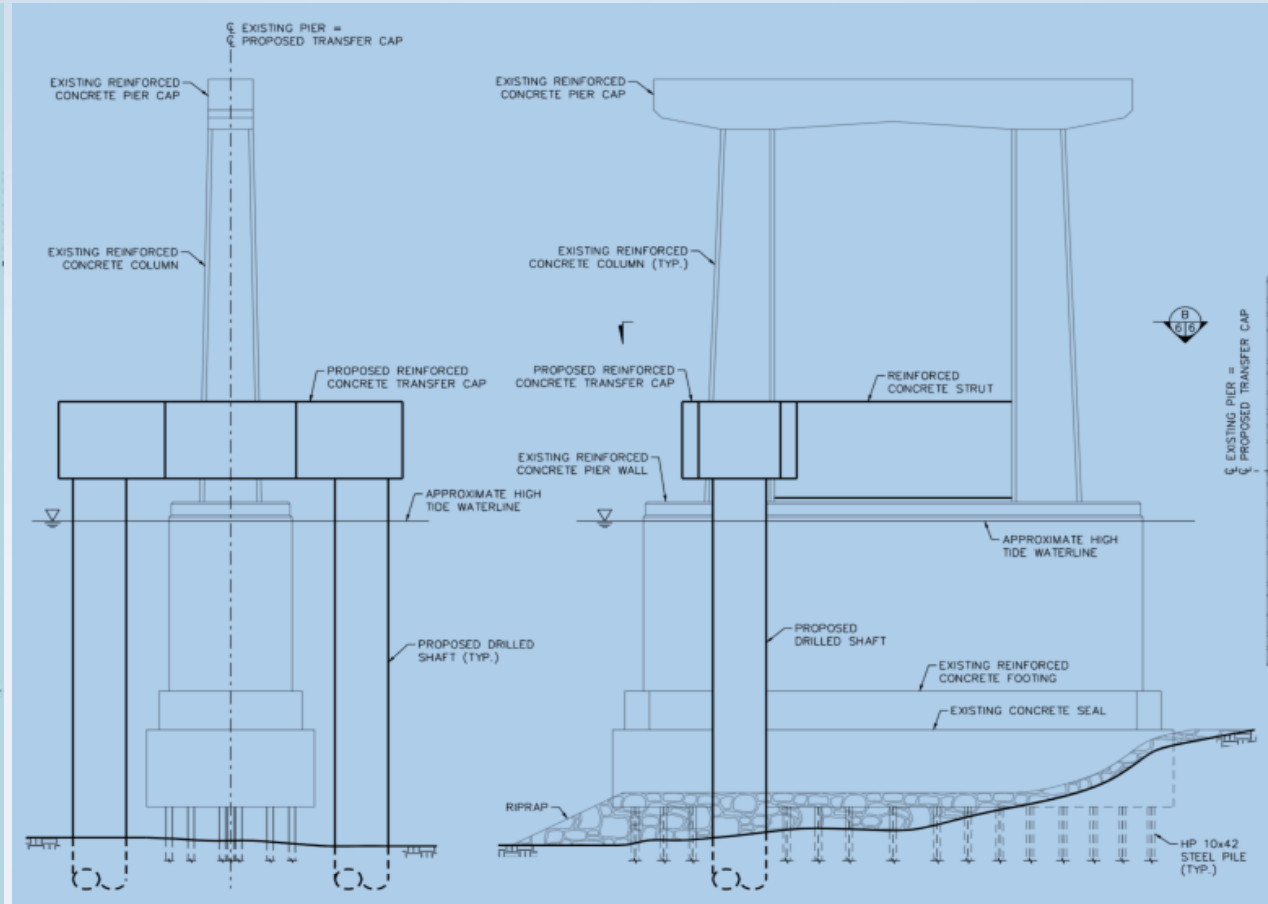 ℄ EXISTING PIER =
℄ PROPOSED TRANSFER CAP
EXISTING REINFORCED
CONCRETE PIER CAP
EXISTING REINFORCED
CONCRETE COLUMN
PROPOSED REINFORCED
CONCRETE TRANSFER CAP
APPROXIMATE HIGH
TIDE WATERLINE
PROPOSED DRILLED
SHAFT (TYP.)
EXISTING REINFORCED
CONCRETE PIER CAP
EXISTING REINFORCED
CONCRETE COLUMN (TYP.)
PROPOSED REINFORCED
CONCRETE TRANSFER CAP
REINFORCED
CONCRETE STRUT
EXISTING REINFORCED
CONCRETE PIER WALL
APPROXIMATE HIGH
TIDE WATERLINE
PROPOSED
DRILLED SHAFT
EXISTING REINFORCED
CONCRETE FOOTING
EXISTING CONCRETE SEAL
RIPRAP
HP 10x42
STEEL PILE
(TYP.)
B
6 6
℄ EXISTING PIER =
℄ PROPOSED TRANSFER CAP